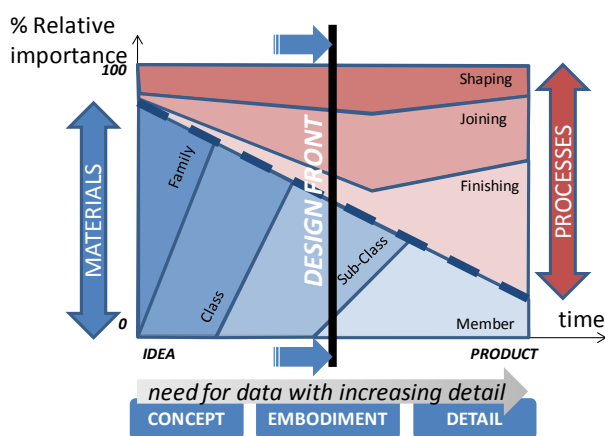 % Relative
importance
100
MATERIALS
0
Family
Class
Sub-Class
Member
DESIGN FRONT
Shaping
Joining
Finishing
PROCESSES
time
IDEA
PRODUCT
need for data with increasing detail
CONCEPT
EMBODIMENT
DETAIL